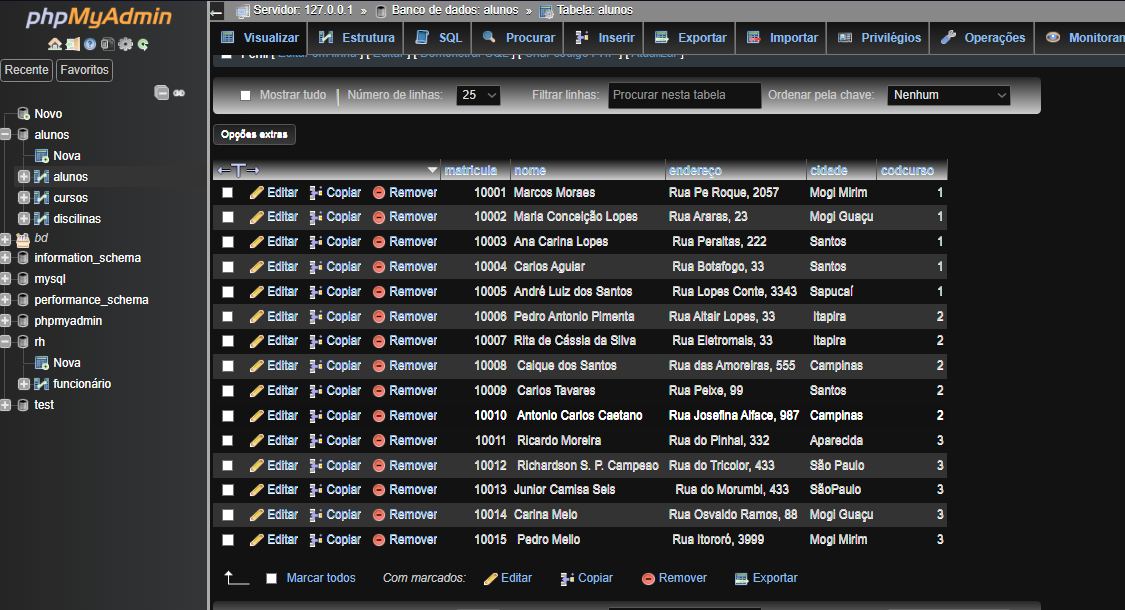 phpMyAdmin
Recente Favoritos
Novo
alunos
Nova
alunos
cursos
discilinas
bd
information_schema
mysql
performance_schema
phpmyadmin
rh
Nova
funcionário
test
Servidor: 127.0.0.1 » Banco de dados: alunos » Tabela: alunos
Visualizar Estrutura SQL Procurar Inserir Exportar Importar Privilégios Operações Monitoran
Mostrar tudo Número de linhas: 25 Filtrar linhas: Procurar nesta tabela Ordenar pela chave: Nenhum
Opções extras
←T→ matricula nome endereço cidade codcurso
Editar Copiar Remover 10001 Marcos Moraes Rua Pe Roque, 2057 Mogi Mirim 1
Editar Copiar Remover 10002 Maria Conceição Lopes Rua Araras, 23 Mogi Guaçu 1
Editar Copiar Remover 10003 Ana Carina Lopes Rua Peraltas, 222 Santos 1
Editar Copiar Remover 10004 Carlos Aguiar Rua Botafogo, 33 Santos 1
Editar Copiar Remover 10005 André Luiz dos Santos Rua Lopes Conte, 3343 Sapucaí 1
Editar Copiar Remover 10006 Pedro Antonio Pimenta Rua Altair Lopes, 33 Itapira 2
Editar Copiar Remover 10007 Rita de Cássia da Silva Rua Eletromais, 33 Itapira 2
Editar Copiar Remover 10008 Caique dos Santos Rua das Amoreiras, 555 Campinas 2
Editar Copiar Remover 10009 Carlos Tavares Rua Peixe, 99 Santos 2
Editar Copiar Remover 10010 Antonio Carlos Caetano Rua Josefina Alface, 987 Campinas 2
Editar Copiar Remover 10011 Ricardo Moreira Rua do Pinhal, 332 Aparecida 3
Editar Copiar Remover 10012 Richardson S. P. Campeao Rua do Tricolor, 433 São Paulo 3
Editar Copiar Remover 10013 Junior Camisa Seis Rua do Morumbi, 433 SãoPaulo 3
Editar Copiar Remover 10014 Carina Melo Rua Osvaldo Ramos, 88 Mogi Guaçu 3
Editar Copiar Remover 10015 Pedro Mello Rua Itororó, 3999 Mogi Mirim 3
Marcar todos Com marcados: Editar Copiar Remover Exportar